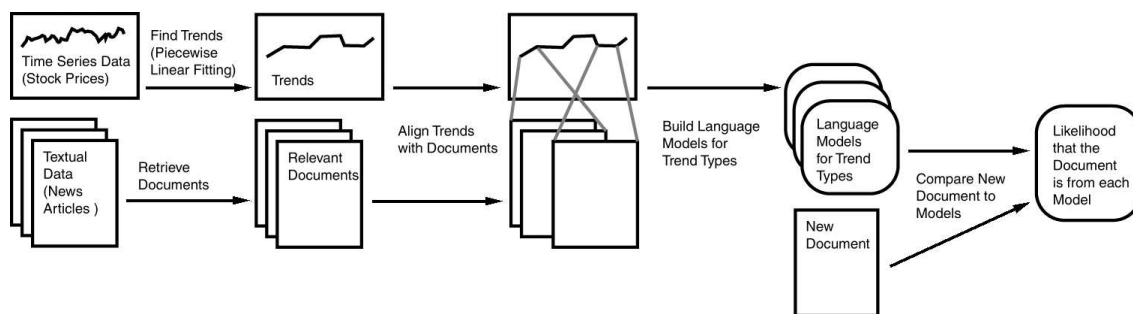 Time Series Data
(Stock Prices)
Find Trends
(Piecewise
Linear Fitting)
Trends
Textual
Data
(News
Articles )
Retrieve
Documents
Relevant
Documents
Align Trends
with Documents
Build Language
Models for
Trend Types
Language
Models
for Trend
Types
New
Document
Compare New
Document to
Models
Likelihood
that the
Document
is from each
Model